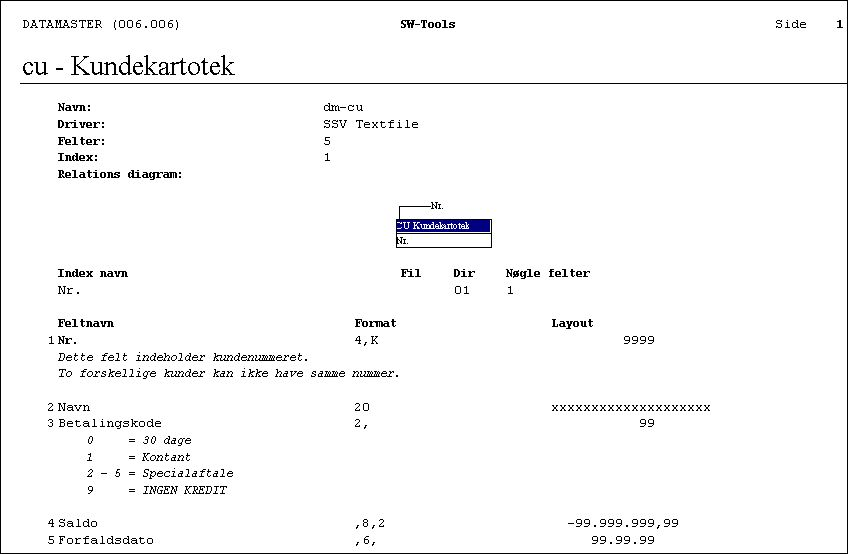 DATAMASTER (006.006) SW-Tools Side 1
cu - Kundekartotek
Navn: dm-cu
Driver: SSV Textfile
Felter: 5
Index: 1
Relations diagram:
Nr.
CU Kundekartotek
Nr.
Index navn Fil Dir Nøgle felter
Nr. 01 1
Feltnavn Format Layout
1 Nr. 4,K 9999
Dette felt indeholder kundenummeret.
To forskellige kunder kan ikke have samme nummer.
2 Navn 20 xxxxxxxxxxxxxxxxxxxx
3 Betalingskode 2, 99
0 = 30 dage
1 = Kontant
2 - 5 = Specialaftale
9 = INGEN KREDIT
4 Saldo ,8,2 -99.999.999,99
5 Forfaldsdato ,6, 99.99.99